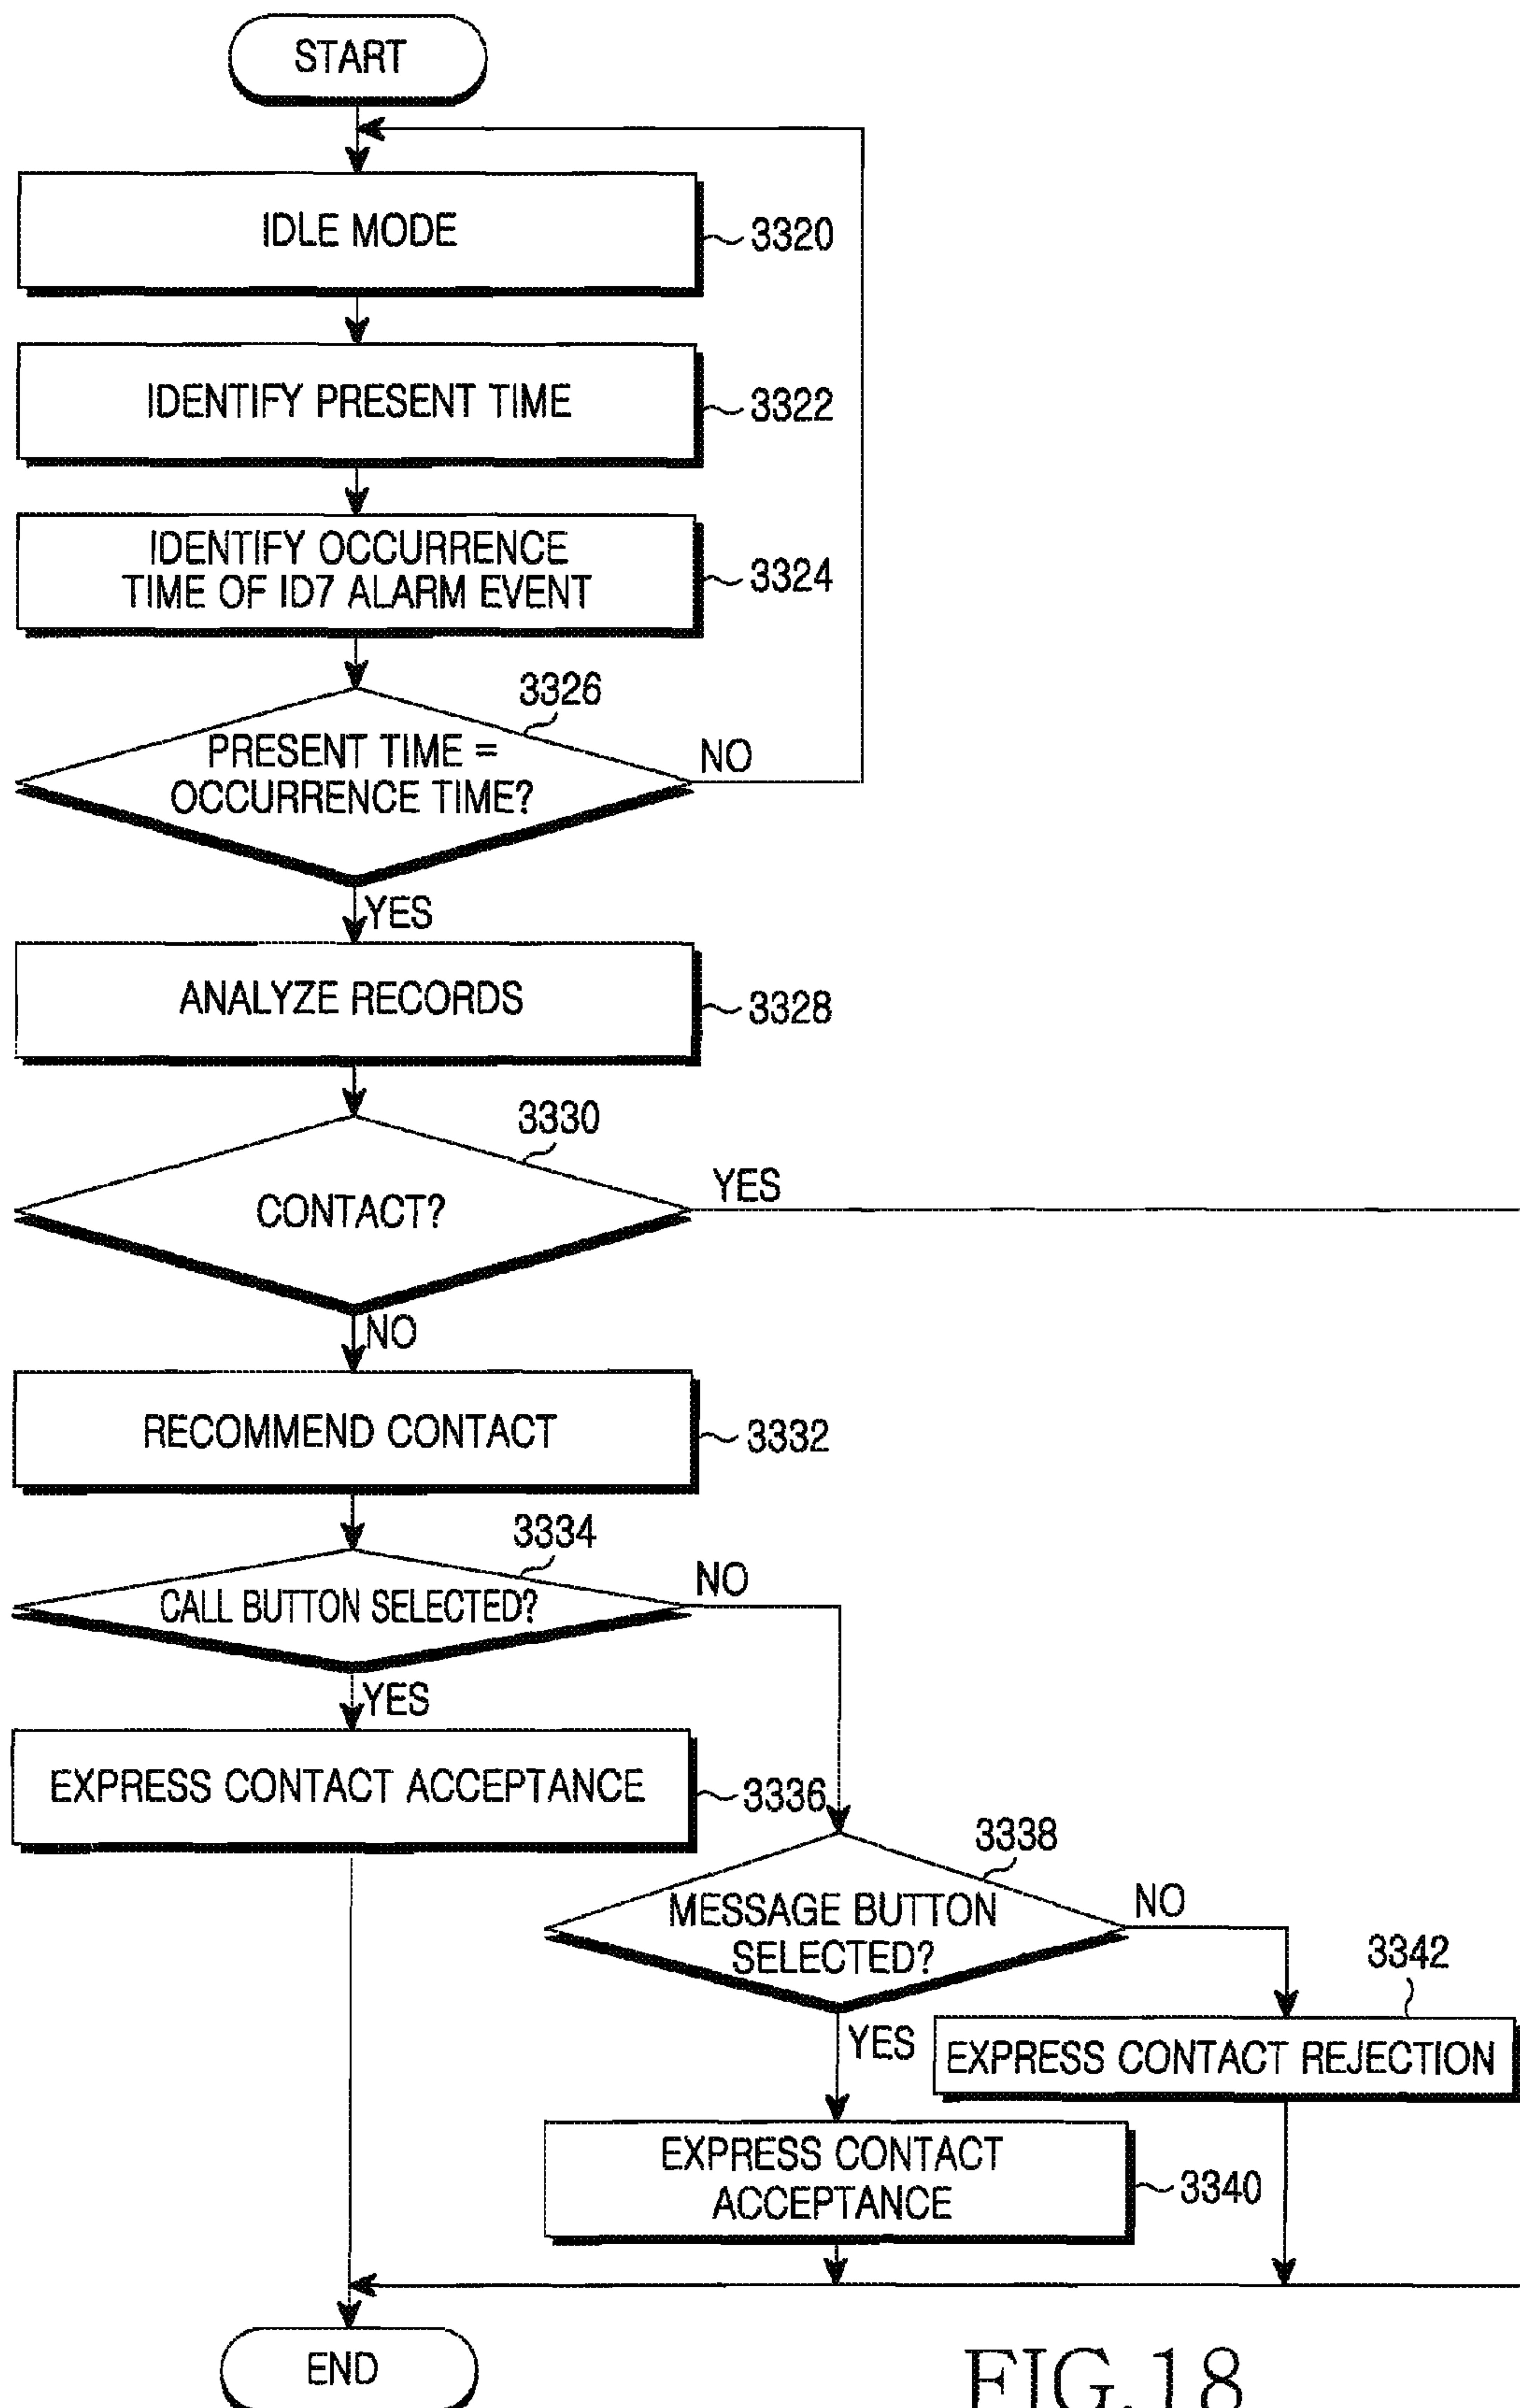 START
IDLE MODE
3320
IDENTIFY PRESENT TIME
3322
IDENTIFY OCCURRENCE
TIME OF ID7 ALARM EVENT
3324
3326
PRESENT TIME =
OCCURRENCE TIME?
NO
YES
ANALYZE RECORDS
3328
3330
CONTACT?
YES
NO
RECOMMEND CONTACT
3332
3334
CALL BUTTON SELECTED?
NO
YES
EXPRESS CONTACT ACCEPTANCE
3336
3338
MESSAGE BUTTON
SELECTED?
NO
3342
YES
EXPRESS CONTACT REJECTION
EXPRESS CONTACT
ACCEPTANCE
3340
END
FIG.18